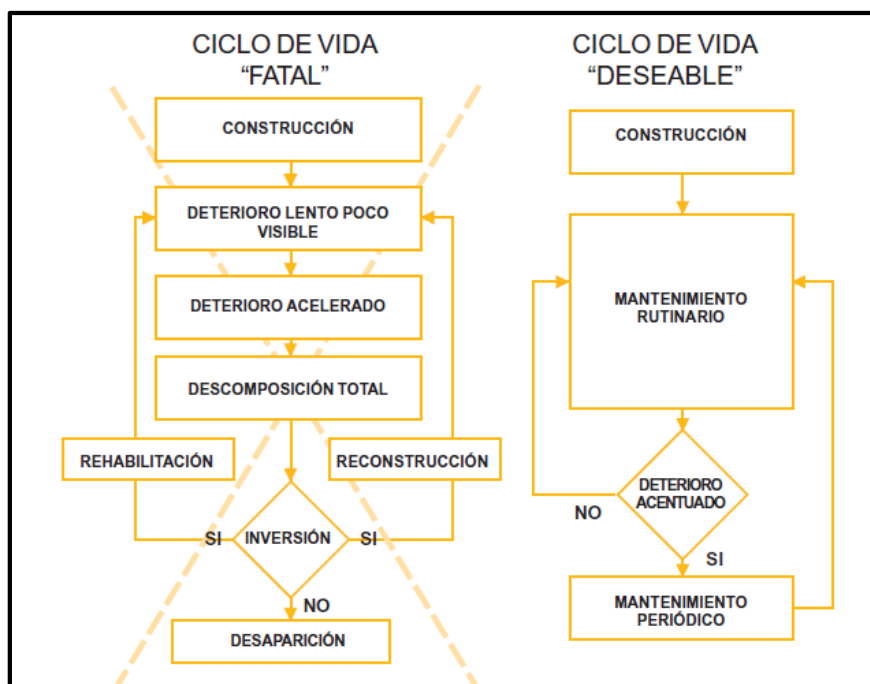 CICLO DE VIDA
“FATAL”
CONSTRUCCIÓN
DETERIORO LENTO POCO
VISIBLE
DETERIORO ACELERADO
DESCOMPOSICIÓN TOTAL
REHABILITACIÓN
RECONSTRUCCIÓN
SI
INVERSIÓN
SI
NO
DESAPARICIÓN
CICLO DE VIDA
“DESEABLE”
CONSTRUCCIÓN
MANTENIMIENTO
RUTINARIO
DETERIORO
ACENTUADO
NO
SI
MANTENIMIENTO
PERIÓDICO